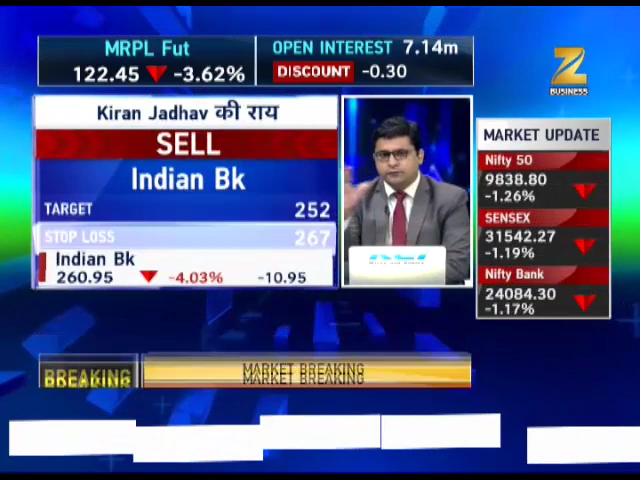 MRPL Fut
122.45 -3.62%
OPEN INTEREST 7.14m
DISCOUNT -0.30
Z
BUSINESS
Kiran Jadhav की राय
SELL
Indian Bk
TARGET 252
STOP LOSS 267
Indian Bk
260.95 -4.03% -10.95
MARKET UPDATE
Nifty 50
9838.80
-1.26%
SENSEX
31542.27
-1.19%
Nifty Bank
24084.30
-1.17%
BREAKING
MARKET BREAKING
MARKET BREAKING